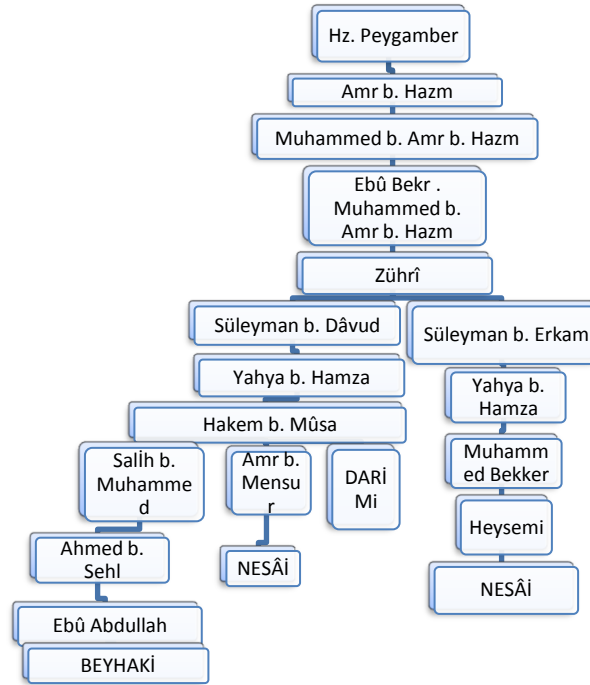 Hz. Peygamber
Amr b. Hazm
Muhammed b. Amr b. Hazm
Ebû Bekr .
Muhammed b.
Amr b. Hazm
Zührî
Süleyman b. Dâvud
Süleyman b. Erkam
Yahya b. Hamza
Yahya b.
Hamza
Hakem b. Mûsa
Salih b.
Muhamme
d
Amr b.
Mensu
r
DARİ
Mi
Muhamm
ed Bekker
Heysemi
Ahmed b.
Sehl
NESÂİ
NESÂİ
Ebû Abdullah
BEYHAKİ